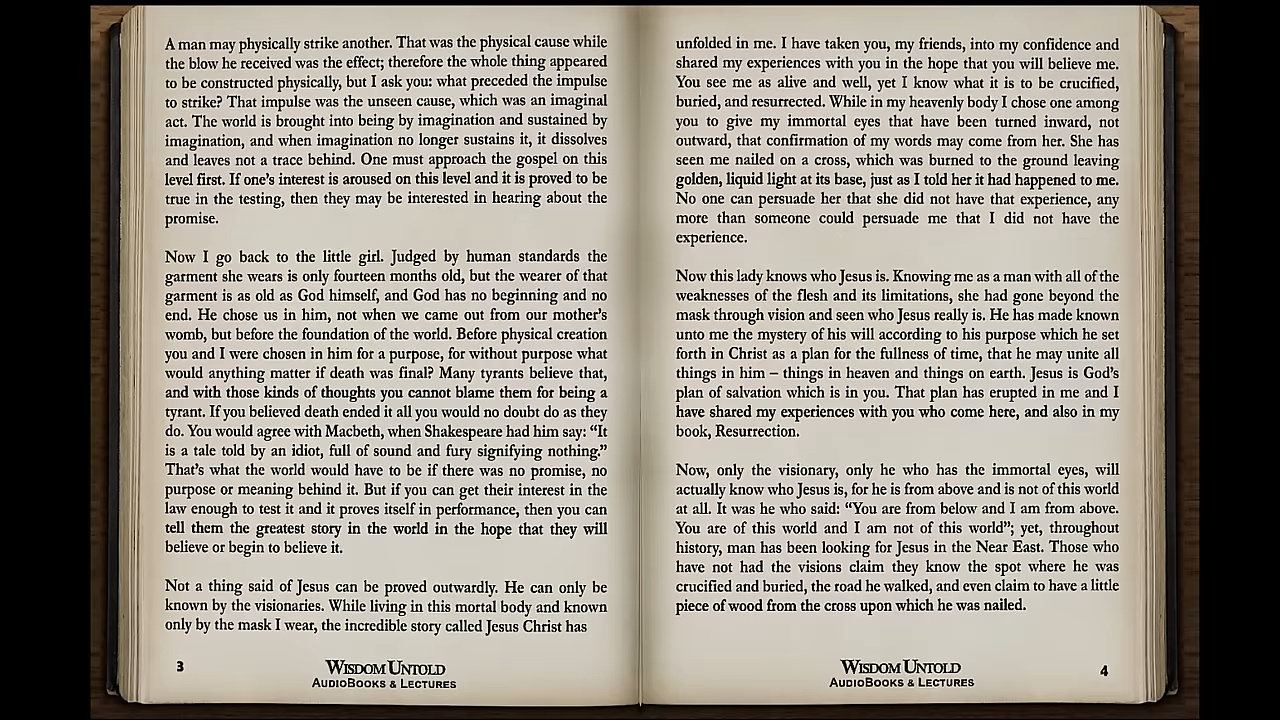 A man may physically strike another. That was the physical cause while
the blow he received was the effect; therefore the whole thing appeared
to be constructed physically, but I ask you: what preceded the impulse
to strike? That impulse was the unseen cause, which was an imaginal
act. The world is brought into being by imagination and sustained by
imagination, and when imagination no longer sustains it, it dissolves
and leaves not a trace behind. One must approach the gospel on this
level first. If one's interest is aroused on this level and it is proved to be
true in the testing, then they may be interested in hearing about the
promise.
Now I go back to the little girl. Judged by human standards the
garment she wears is only fourteen months old, but the wearer of that
garment is as old as God himself, and God has no beginning and no
end. He chose us in him, not when we came out from our mother's
womb, but before the foundation of the world. Before physical creation
you and I were chosen in him for a purpose, for without purpose what
would anything matter if death was final? Many tyrants believe that,
and with those kinds of thoughts you cannot blame them for being a
tyrant. If you believed death ended it all you would no doubt do as they
do. You would agree with Macbeth, when Shakespeare had him say: “It
is a tale told by an idiot, full of sound and fury signifying nothing.”
That's what the world would have to be if there was no promise, no
purpose or meaning behind it. But if you can get their interest in the
law enough to test it and it proves itself in performance, then you can
tell them the greatest story in the world in the hope that they will
believe or begin to believe it.
Not a thing said of Jesus can be proved outwardly. He can only be
known by the visionaries. While living in this mortal body and known
only by the mask I wear, the incredible story called Jesus Christ has
3
WISDOM UNTOLD
AUDIOBOOKS & LECTURES
unfolded in me. I have taken you, my friends, into my confidence and
shared my experiences with you in the hope that you will believe me.
You see me as alive and well, yet I know what it is to be crucified,
buried, and resurrected. While in my heavenly body I chose one among
you to give my immortal eyes that have been turned inward, not
outward, that confirmation of my words may come from her. She has
seen me nailed on a cross, which was burned to the ground leaving
golden, liquid light at its base, just as I told her it had happened to me.
No one can persuade her that she did not have that experience, any
more than someone could persuade me that I did not have the
experience.
Now this lady knows who Jesus is. Knowing me as a man with all of the
weaknesses of the flesh and its limitations, she had gone beyond the
mask through vision and seen who Jesus really is. He has made known
unto me the mystery of his will according to his purpose which he set
forth in Christ as a plan for the fullness of time, that he may unite all
things in him – things in heaven and things on earth. Jesus is God's
plan of salvation which is in you. That plan has erupted in me and I
have shared my experiences with you who come here, and also in my
book, Resurrection.
Now, only the visionary, only he who has the immortal eyes, will
actually know who Jesus is, for he is from above and is not of this world
at all. It was he who said: “You are from below and I am from above.
You are of this world and I am not of this world”; yet, throughout
history, man has been looking for Jesus in the Near East. Those who
have not had the visions claim they know the spot where he was
crucified and buried, the road he walked, and even claim to have a little
piece of wood from the cross upon which he was nailed.
WISDOM UNTOLD
AUDIOBOOKS & LECTURES
4